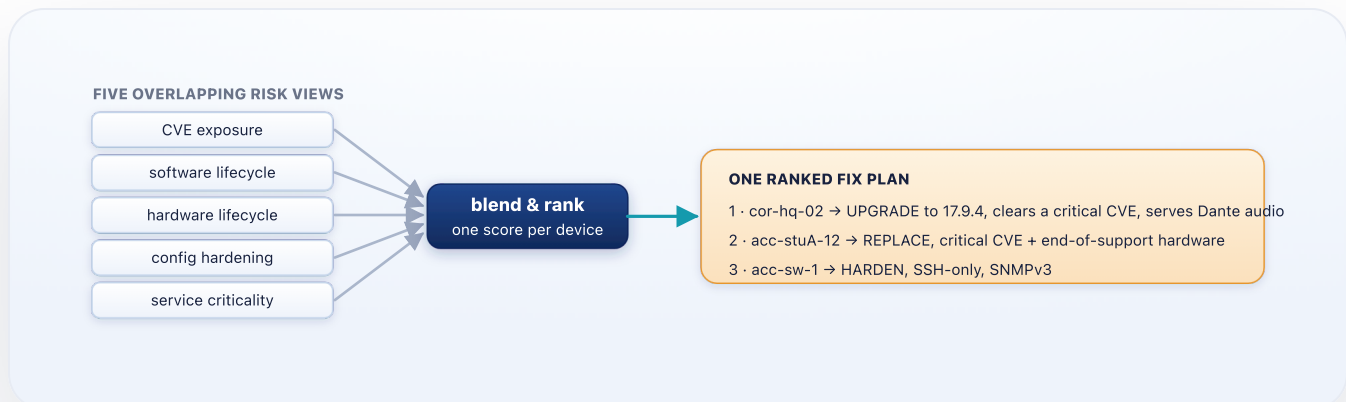 FIVE OVERLAPPING RISK VIEWS
CVE exposure
software lifecycle
hardware lifecycle
config hardening
service criticality
blend & rank
one score per device
ONE RANKED FIX PLAN
1 · cor-hq-02 → UPGRADE to 17.9.4, clears a critical CVE, serves Dante audio
2 · acc-stuA-12 → REPLACE, critical CVE + end-of-support hardware
3 · acc-sw-1 → HARDEN, SSH-only, SNMPv3